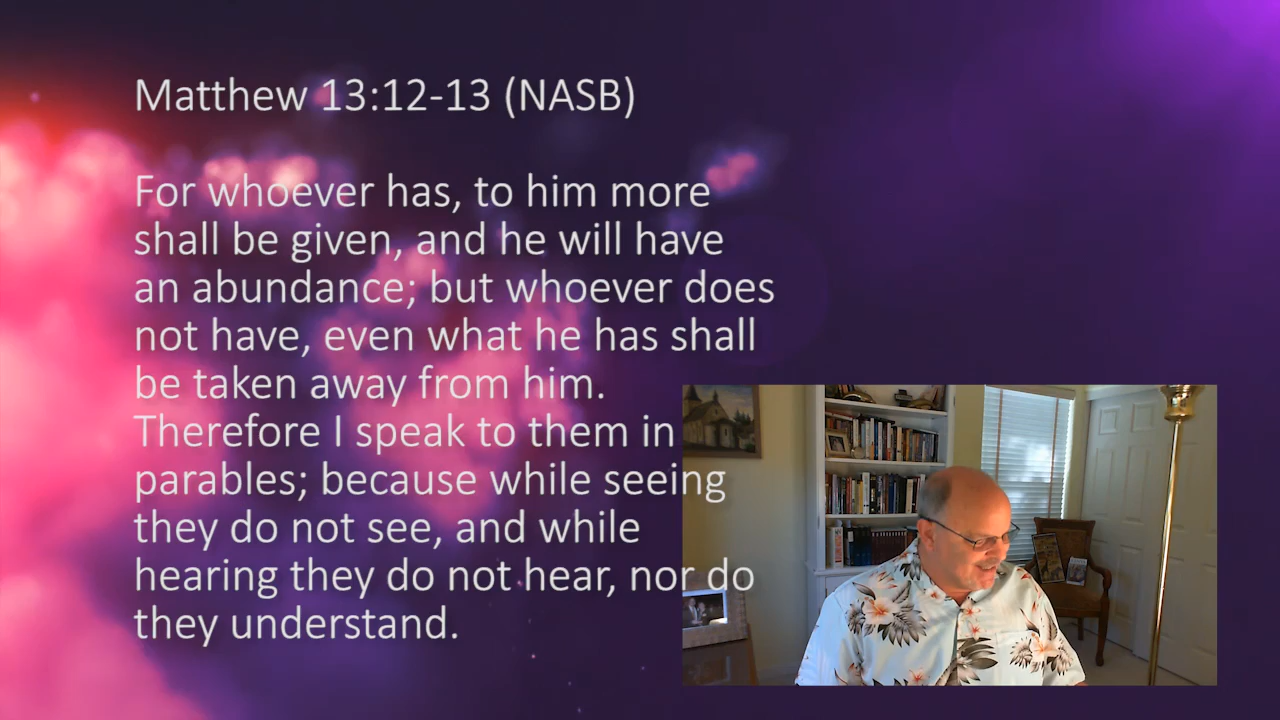 Matthew 13:12-13 (NASB)
For whoever has, to him more
shall be given, and he will have
an abundance; but whoever does
not have, even what he has shall
be taken away from him.
Therefore I speak to them in
parables; because while seeing
they do not see, and while
hearing they do not hear, nor do
they understand.